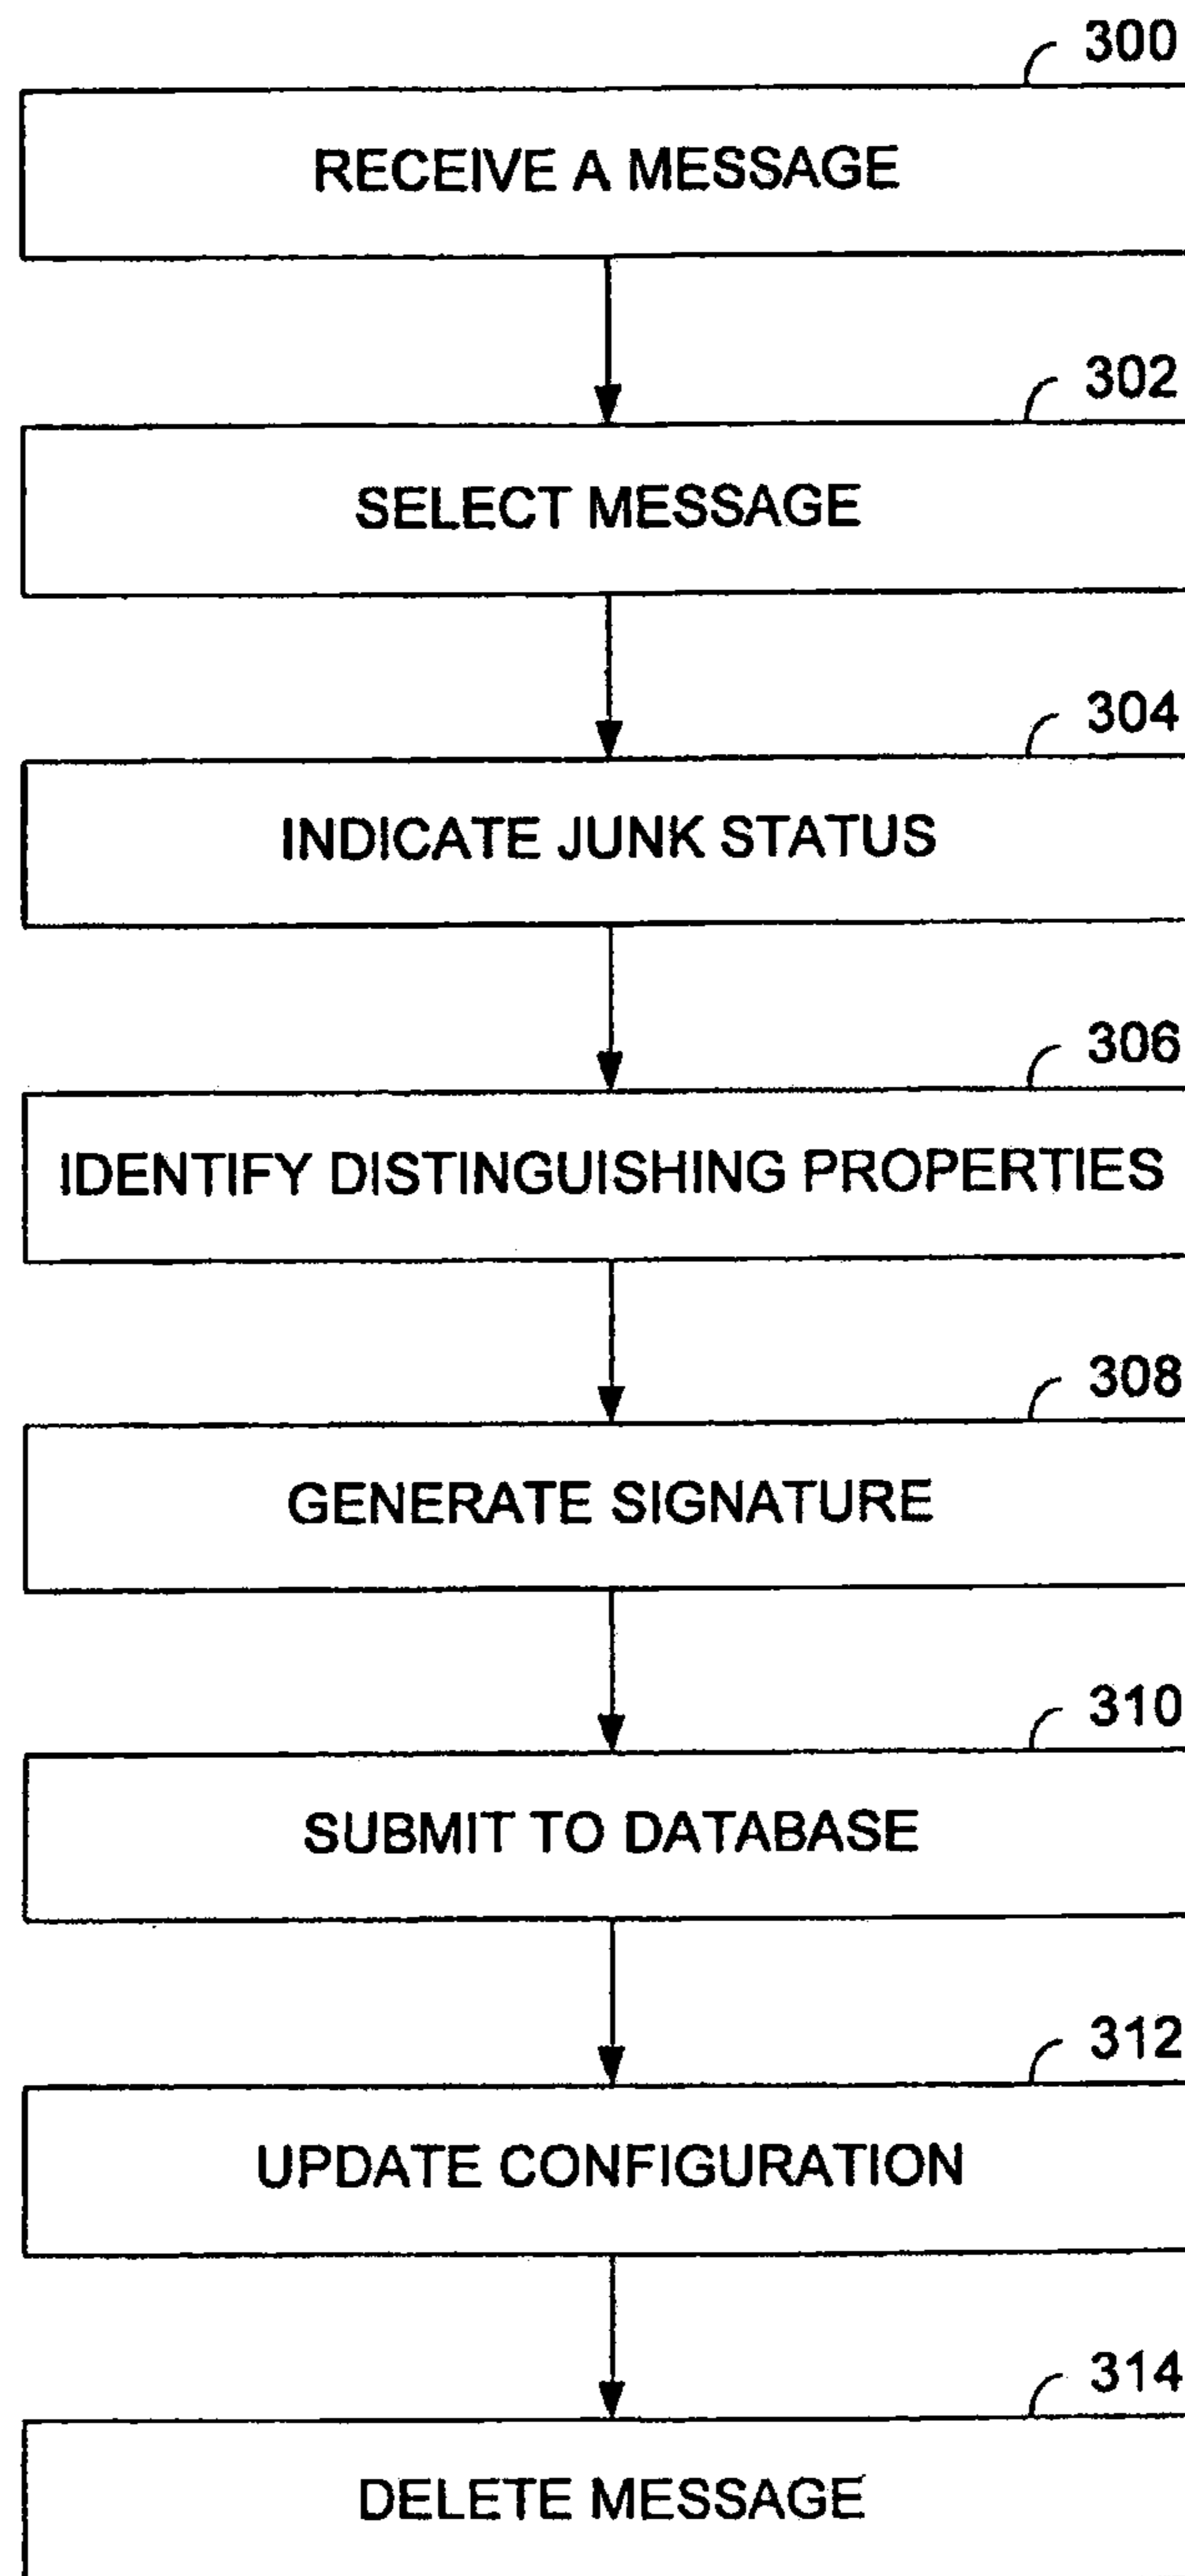 300
RECEIVE A MESSAGE
302
SELECT MESSAGE
304
INDICATE JUNK STATUS
306
IDENTIFY DISTINGUISHING PROPERTIES
308
GENERATE SIGNATURE
310
SUBMIT TO DATABASE
312
UPDATE CONFIGURATION
314
DELETE MESSAGE